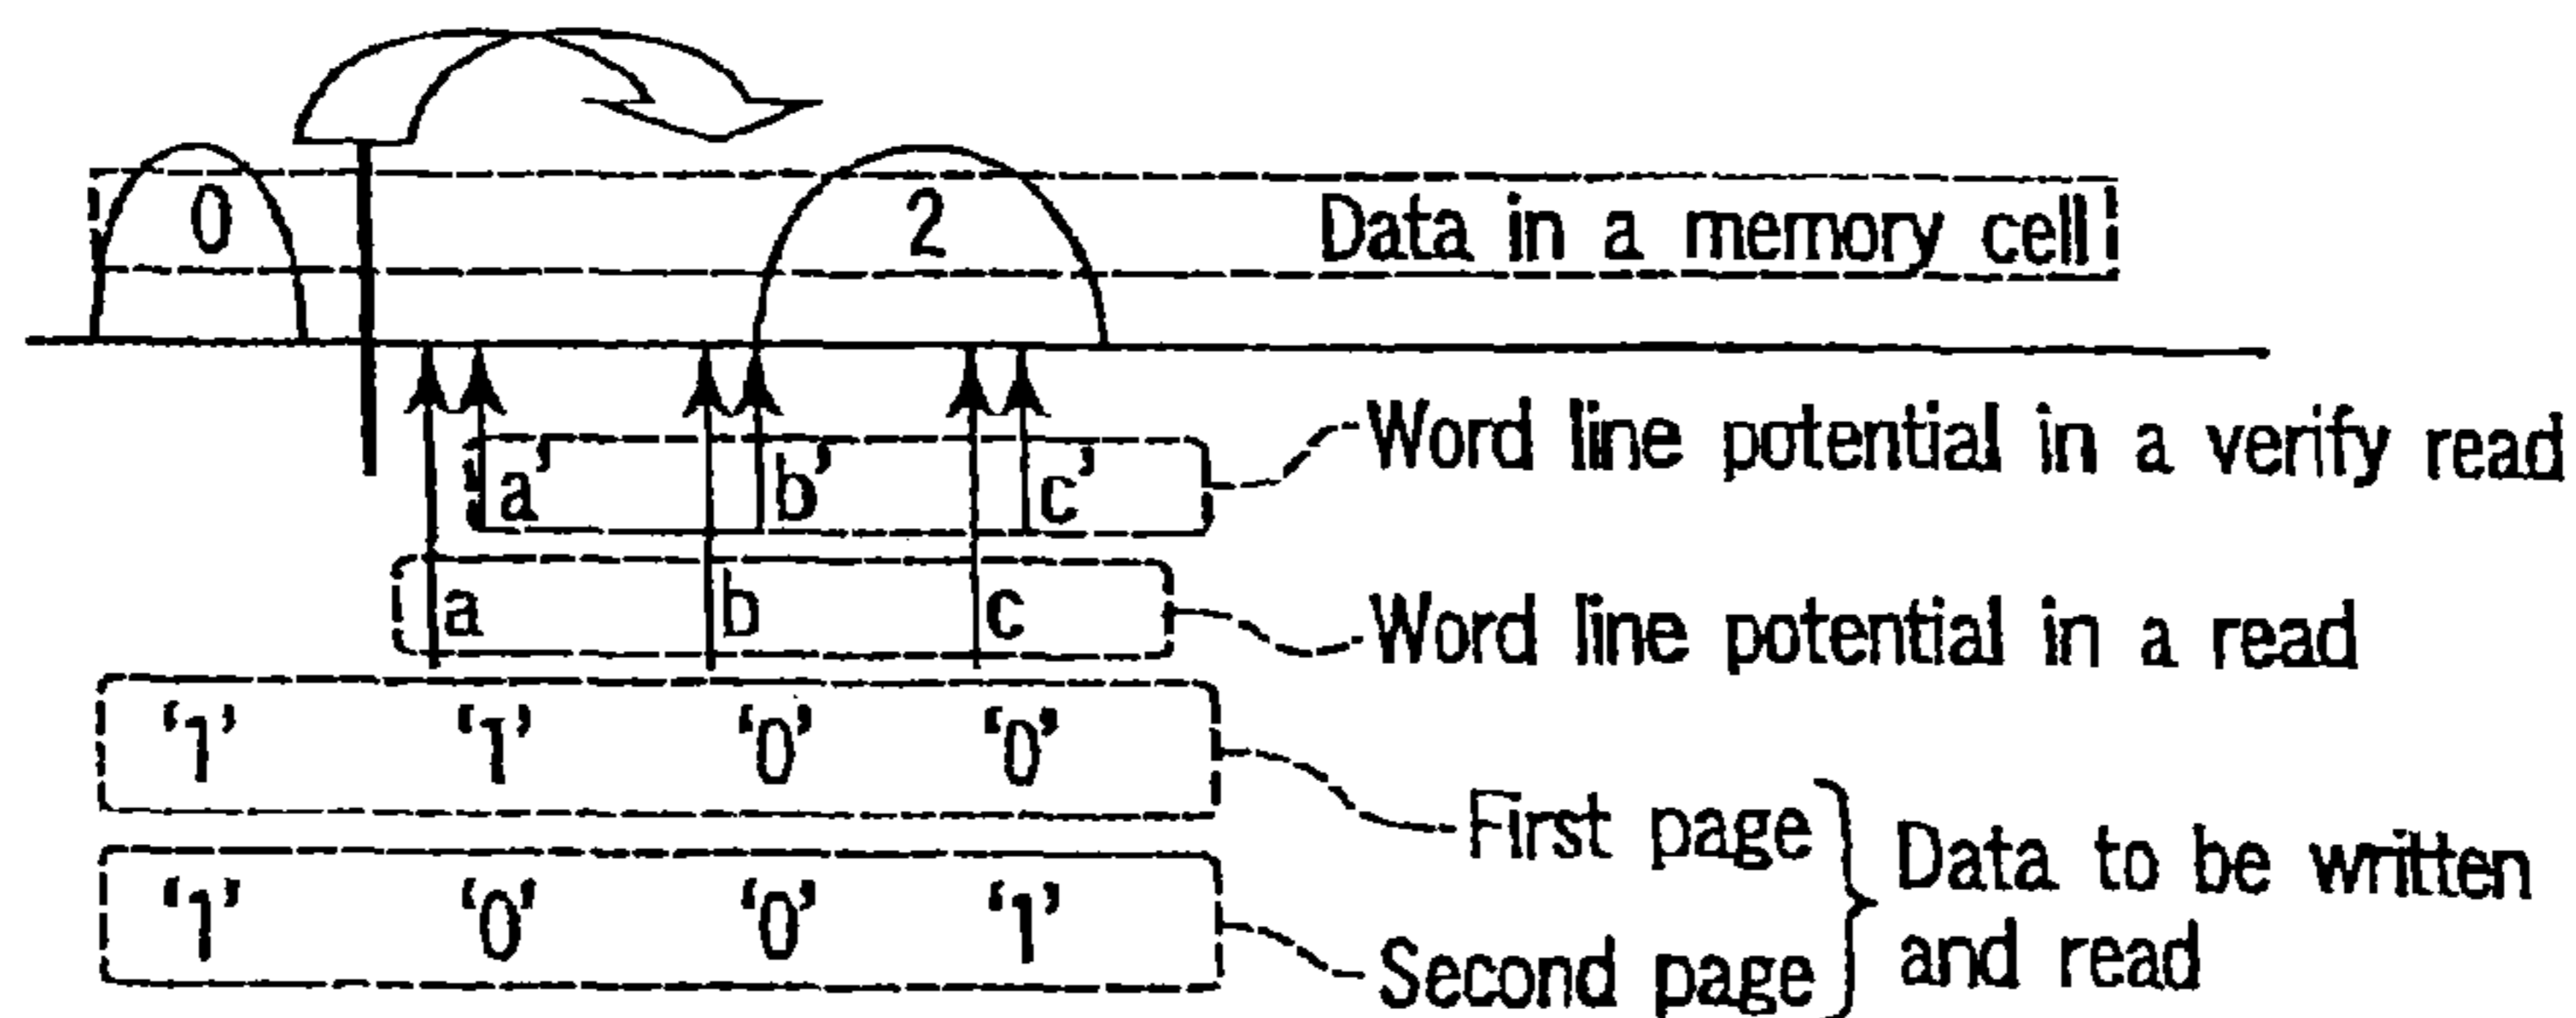 0 2 Data in a memory cell
a' b' c' Word line potential in a verify read
a b c Word line potential in a read
‘1’ ‘1’ ‘0’ ‘0’
First page
‘1’ ‘0’ ‘0’ ‘1’
Second page
Data to be written
and read